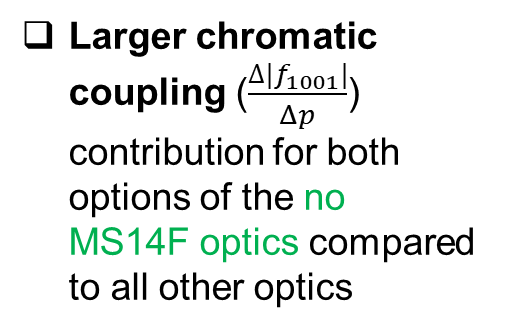 ❑ Larger chromatic
coupling (Δ|f₁₀₀₁|/Δp)
contribution for both
options of the no
MS14F optics compared
to all other optics